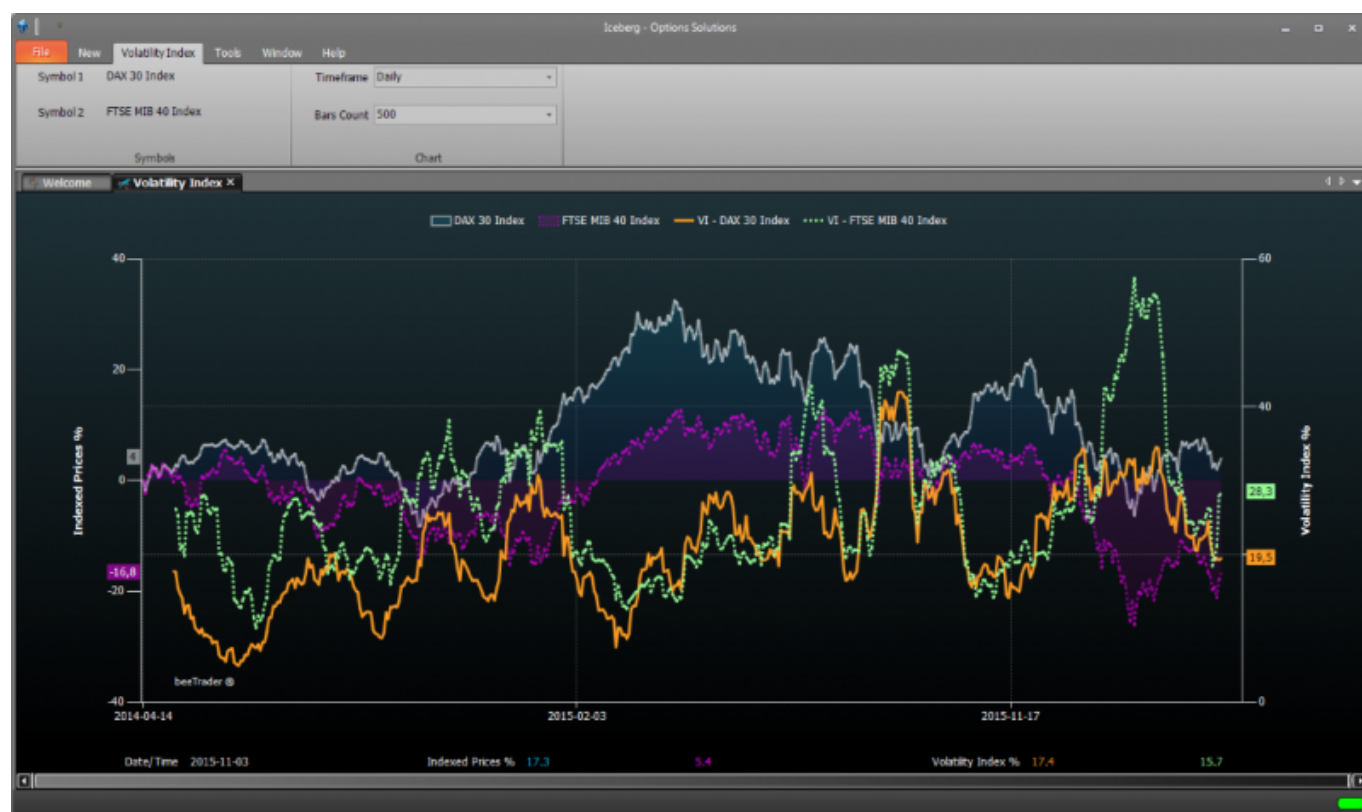 Iceberg - Options Solutions
File New Volatility Index Tools Window Help
Symbol 1 DAX 30 Index Timeframe Daily
Symbol 2 FTSE MIB 40 Index Bars Count 500
Symbols Chart
Welcome Volatility Index ×
DAX 30 Index FTSE MIB 40 Index VI - DAX 30 Index VI - FTSE MIB 40 Index
40 60
20 40
4
0
28,3
19,5
-16,8
-20
-40 0
Indexed Prices %
Volatility Index %
beeTrader ®
2014-04-14 2015-02-03 2015-11-17
Date/Time 2015-11-03 Indexed Prices % 17.3 5.4 Volatility Index % 17.4 15.7